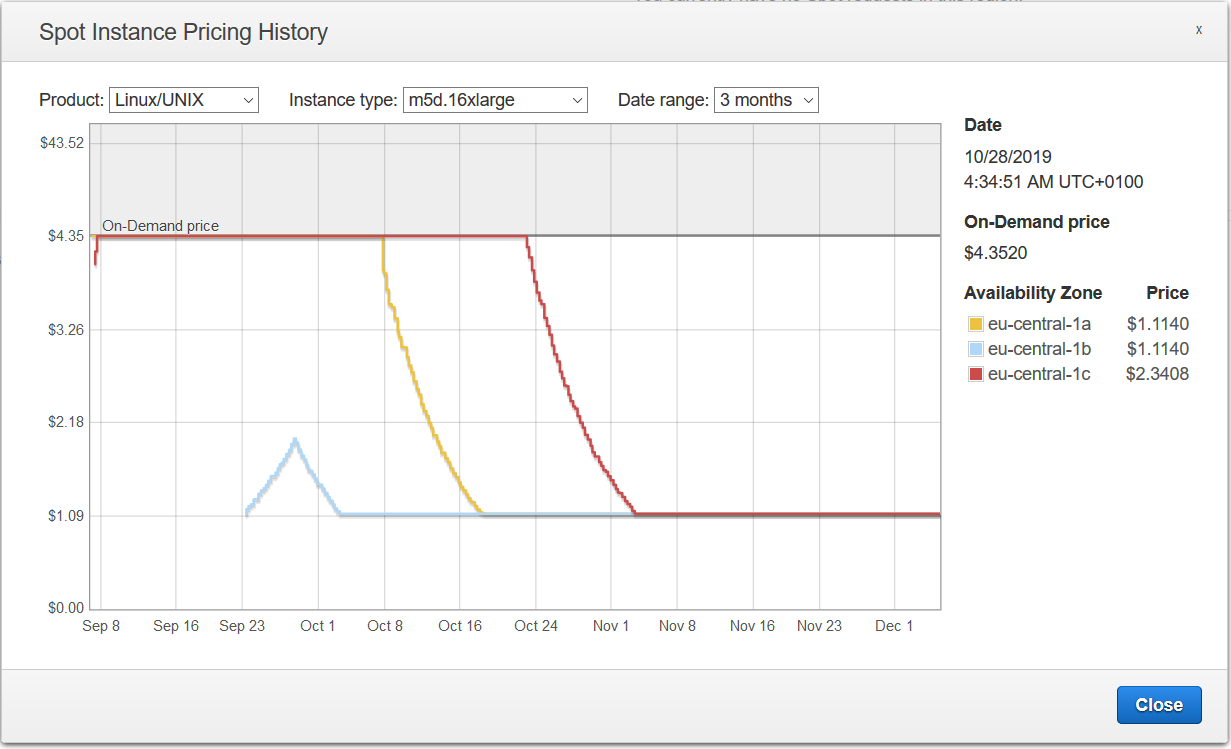 Spot Instance Pricing History
x
Product: Linux/UNIX Instance type: m5d.16xlarge Date range: 3 months
$43.52
On-Demand price
$4.35
$3.26
$2.18
$1.09
$0.00
Sep 8 Sep 16 Sep 23 Oct 1 Oct 8 Oct 16 Oct 24 Nov 1 Nov 8 Nov 16 Nov 23 Dec 1
Date
10/28/2019
4:34:51 AM UTC+0100
On-Demand price
$4.3520
Availability Zone Price
eu-central-1a $1.1140
eu-central-1b $1.1140
eu-central-1c $2.3408
Close